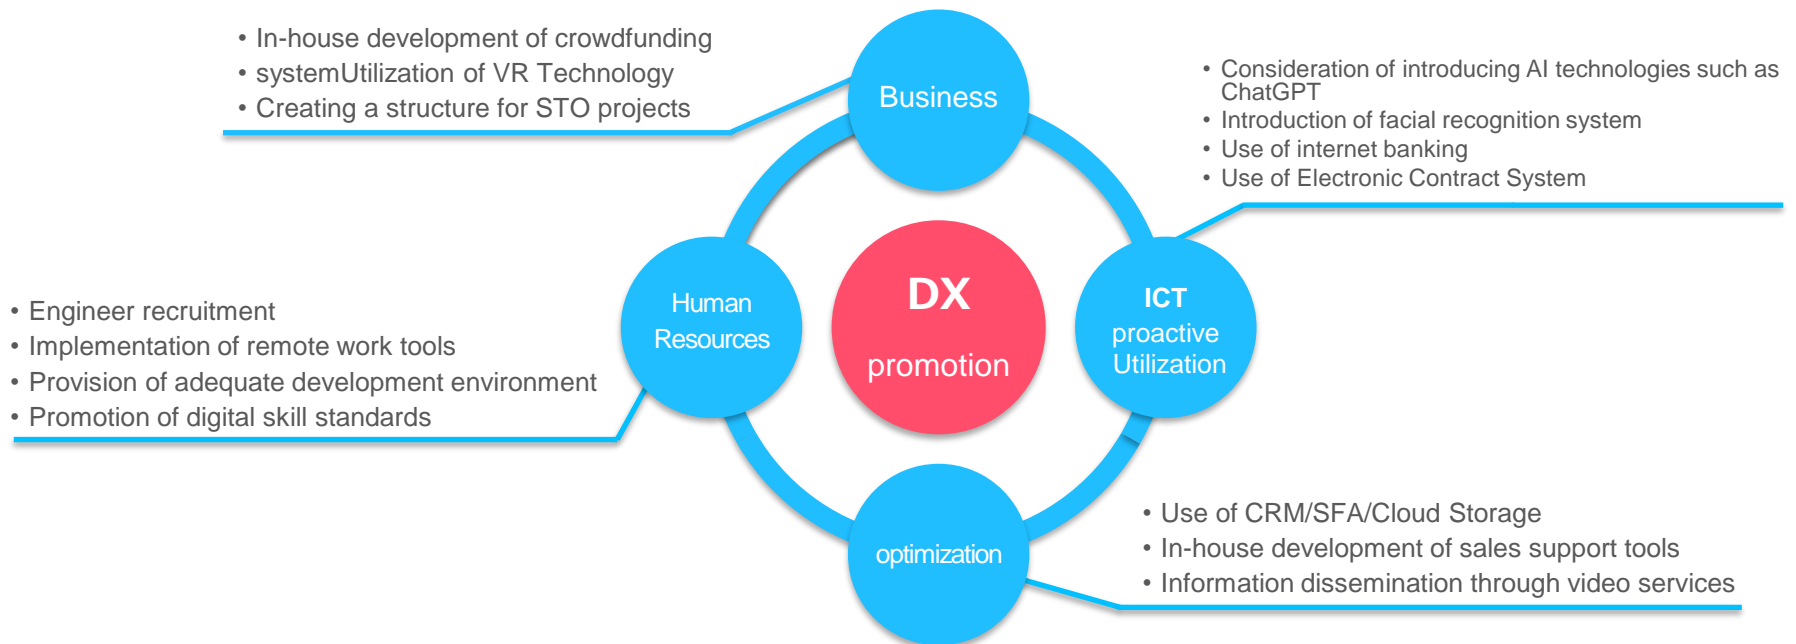 • In-house development of crowdfunding
• systemUtilization of VR Technology
• Creating a structure for STO projects
Business
• Consideration of introducing AI technologies such as
ChatGPT
• Introduction of facial recognition system
• Use of internet banking
• Use of Electronic Contract System
• Engineer recruitment
• Implementation of remote work tools
• Provision of adequate development environment
• Promotion of digital skill standards
Human
Resources
DX
promotion
ICT
proactive
Utilization
optimization
• Use of CRM/SFA/Cloud Storage
• In-house development of sales support tools
• Information dissemination through video services